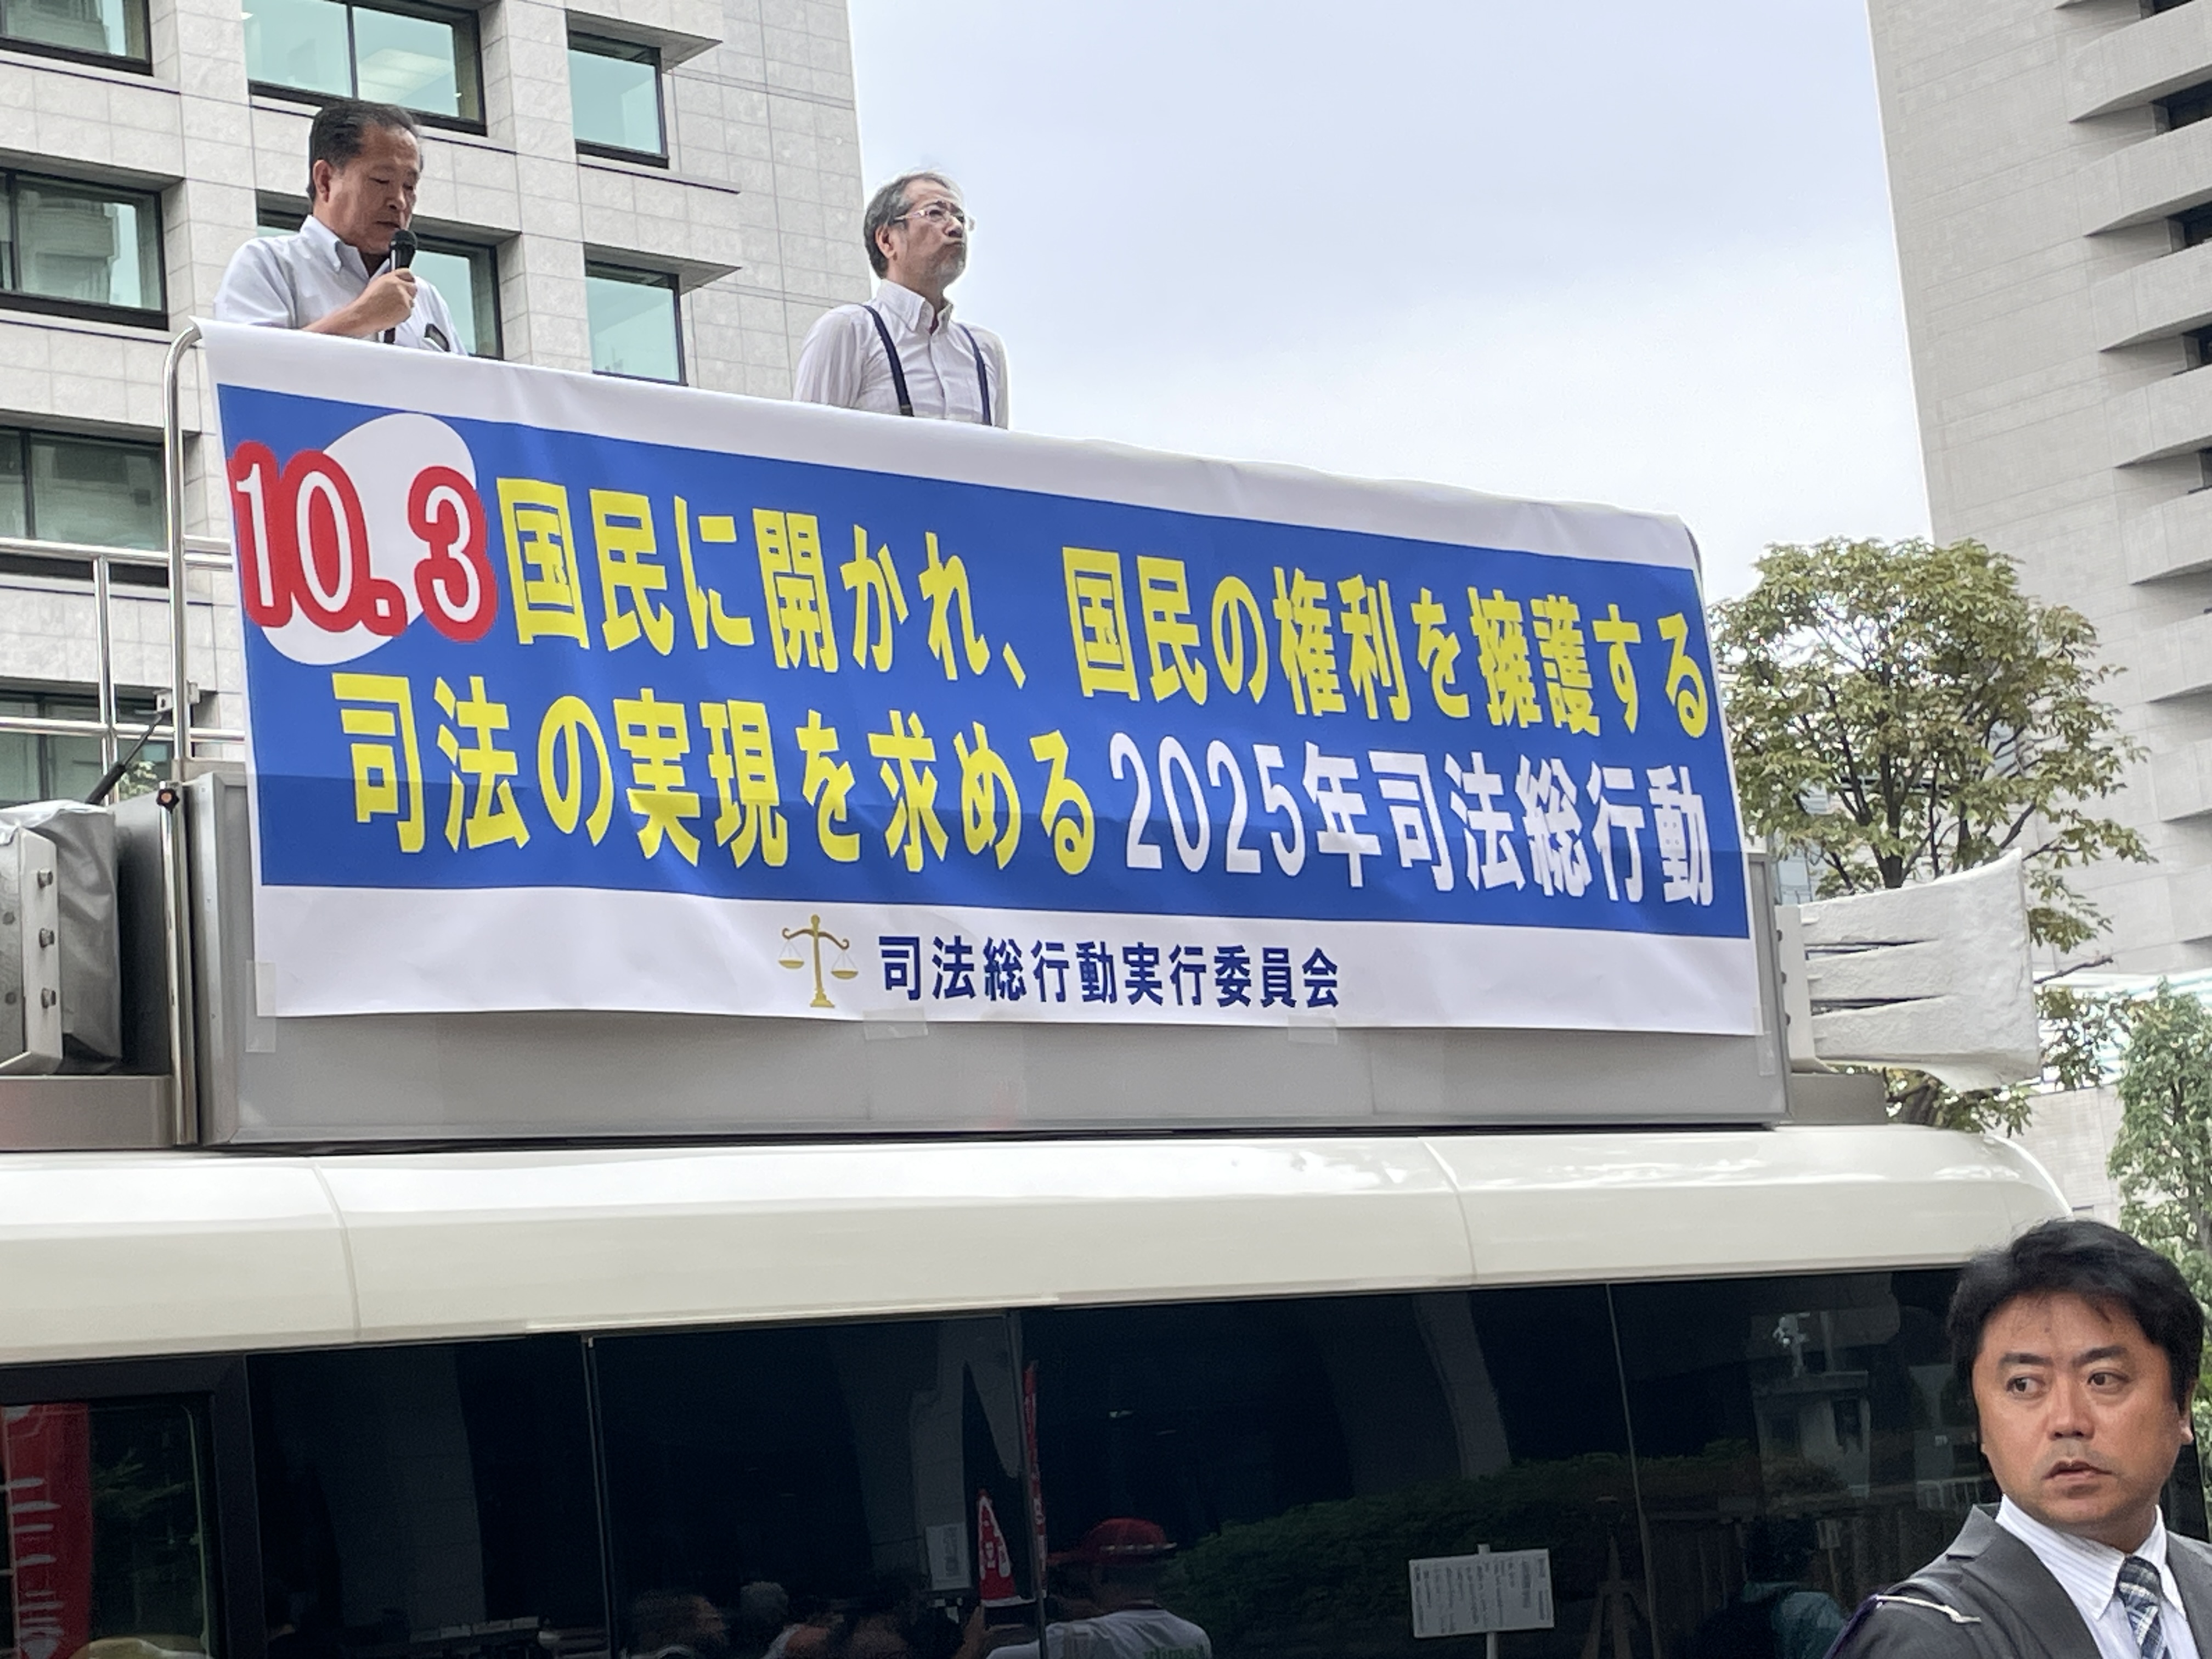 10.3国民に開かれ、国民の権利を擁護する
司法の実現を求める2025年司法総行動
司法総行動実行委員会